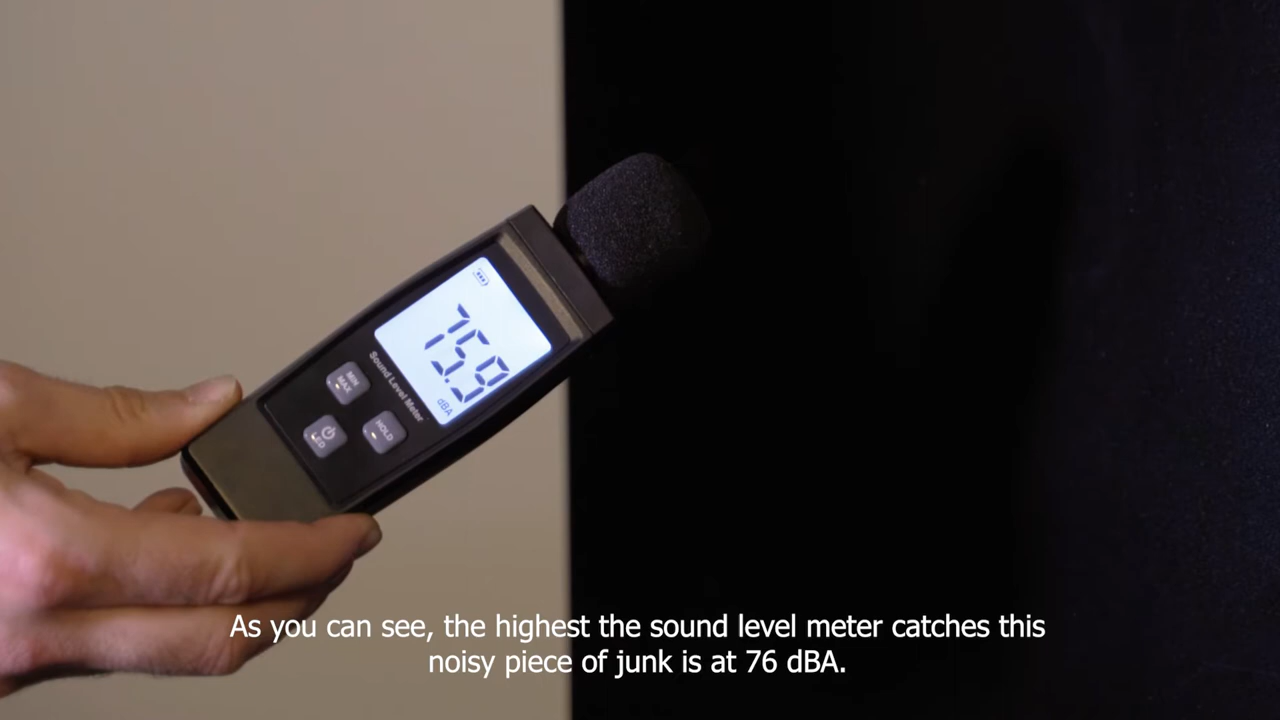 75.9
dBA
Sound Level Meter
MIN
MAX
HOLD
LED
As you can see, the highest the sound level meter catches this
noisy piece of junk is at 76 dBA.